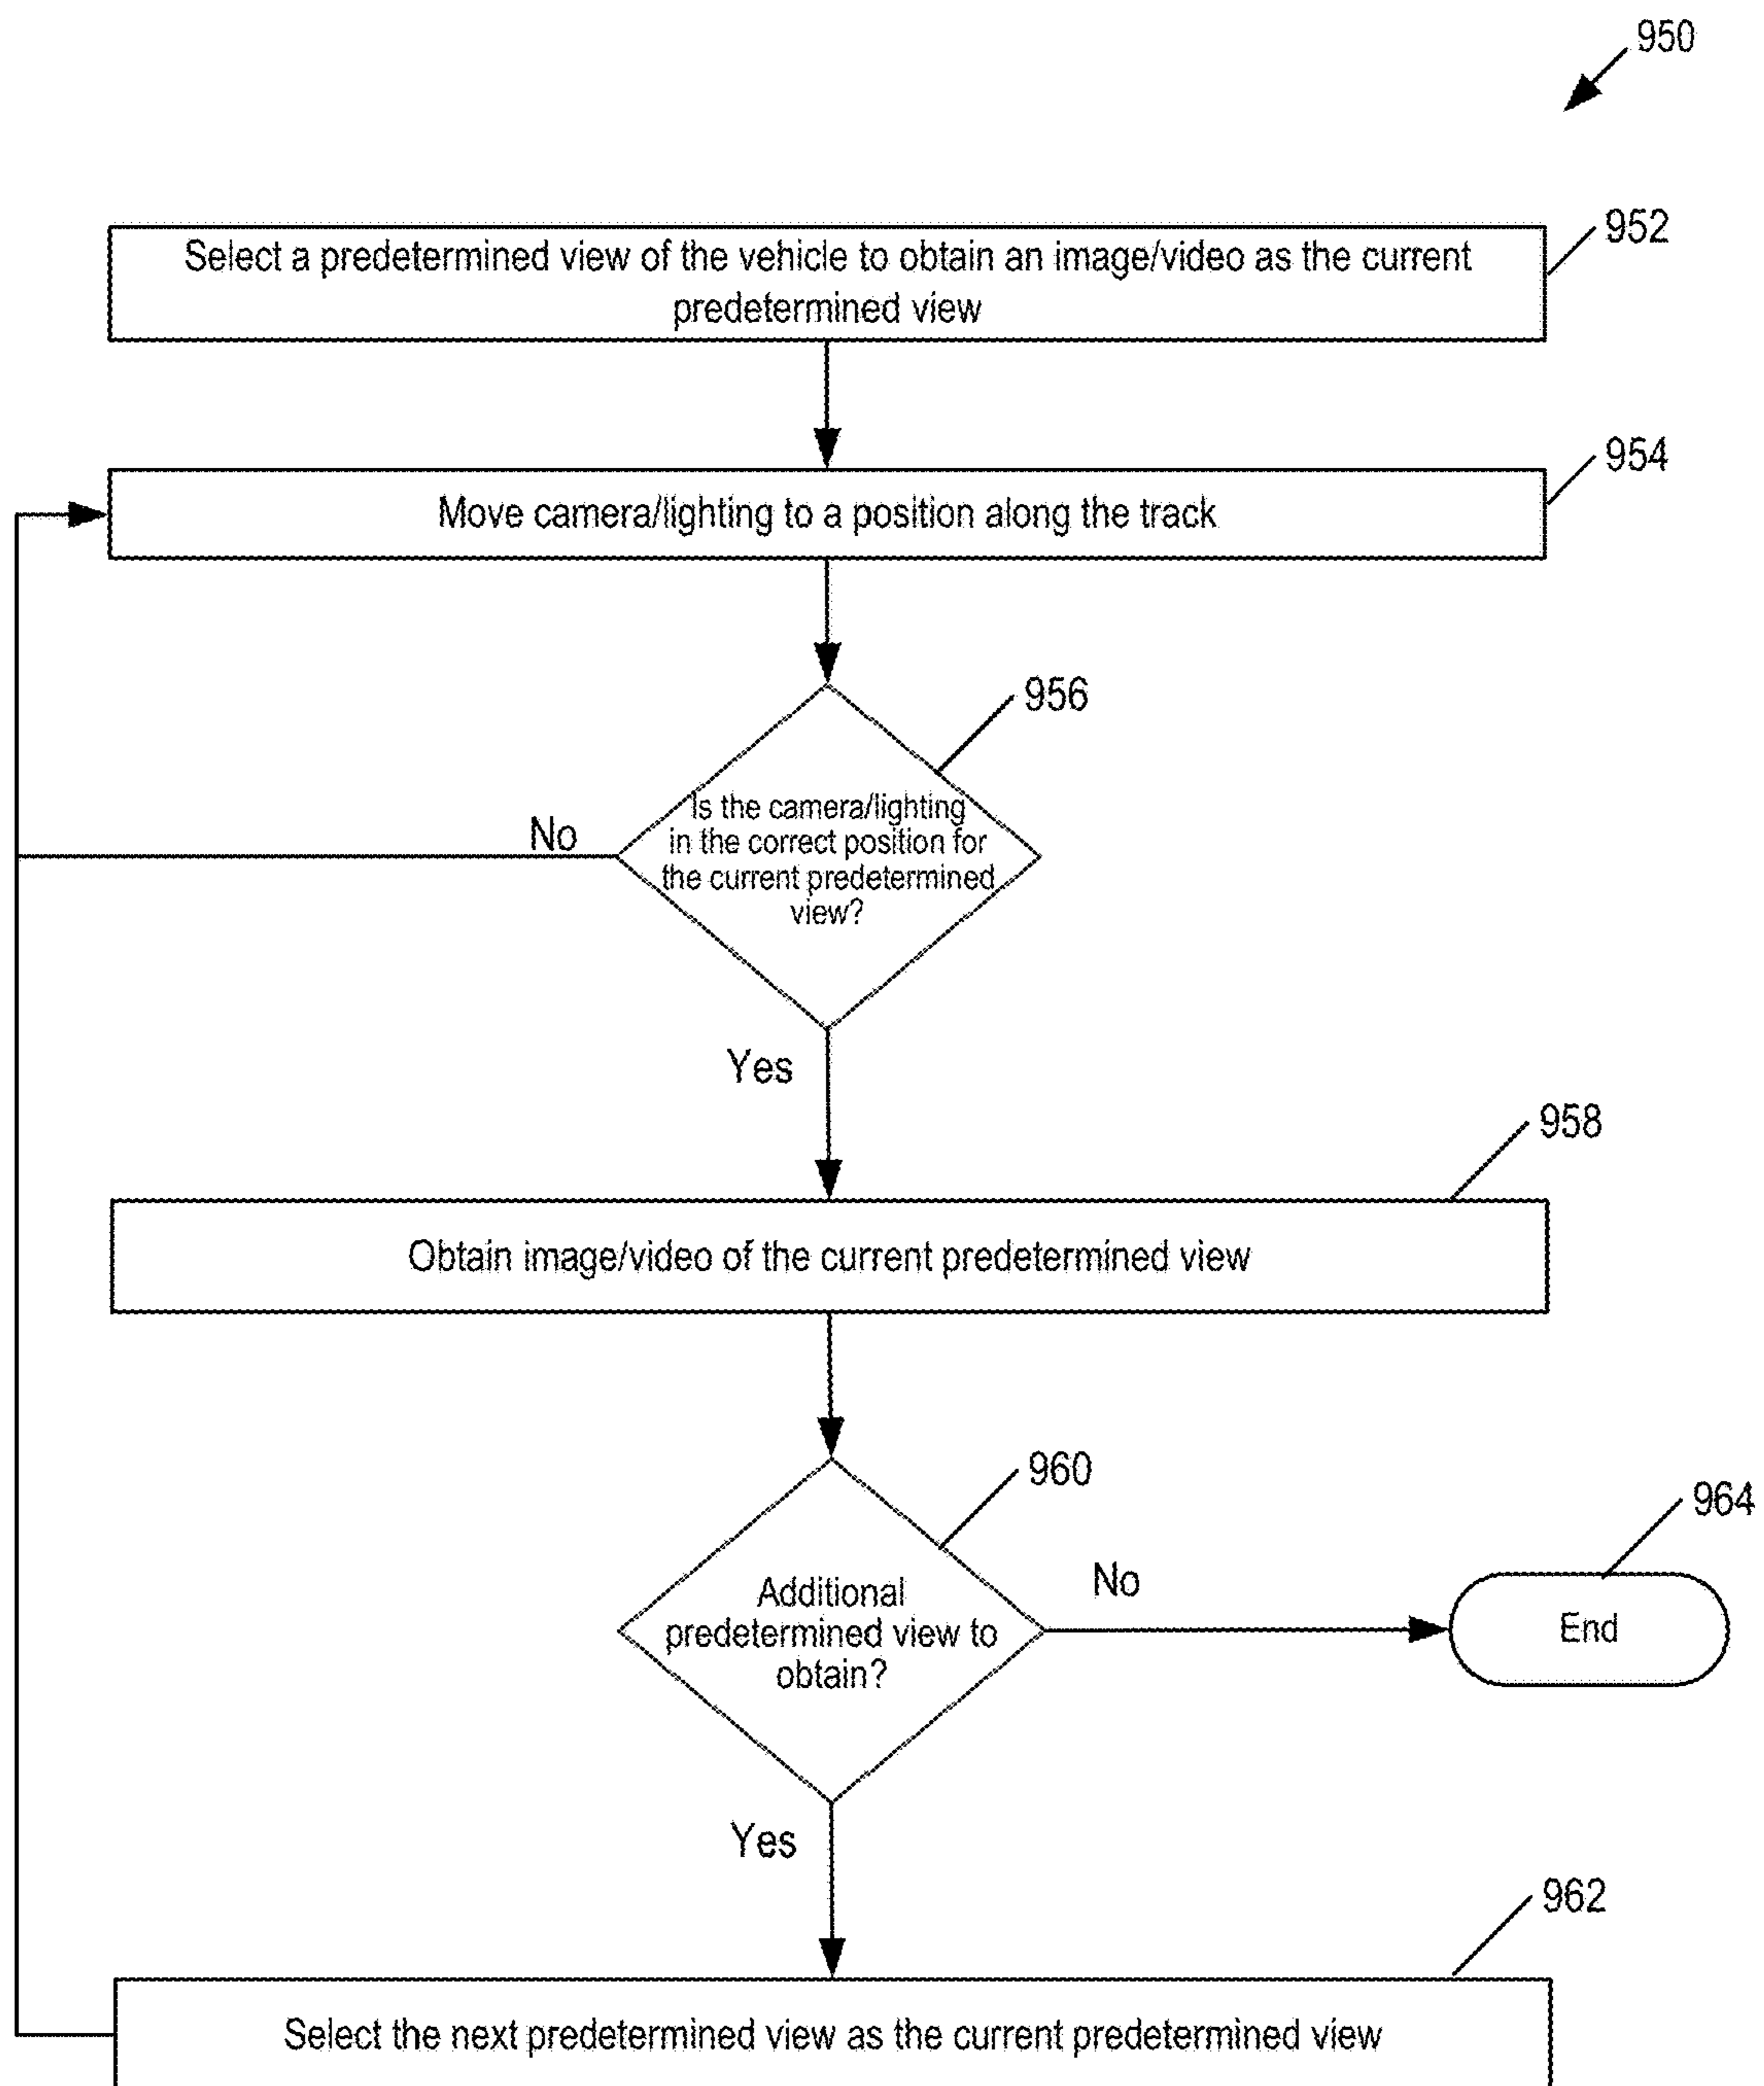 950
952
Select a predetermined view of the vehicle to obtain an image/video as the current
predetermined view
954
Move camera/lighting to a position along the track
956
Is the camera/lighting
in the correct position for
the current predetermined
view?
No
Yes
958
Obtain image/video of the current predetermined view
960
Additional
predetermined view to
obtain?
No
964
End
Yes
962
Select the next predetermined view as the current predetermined view